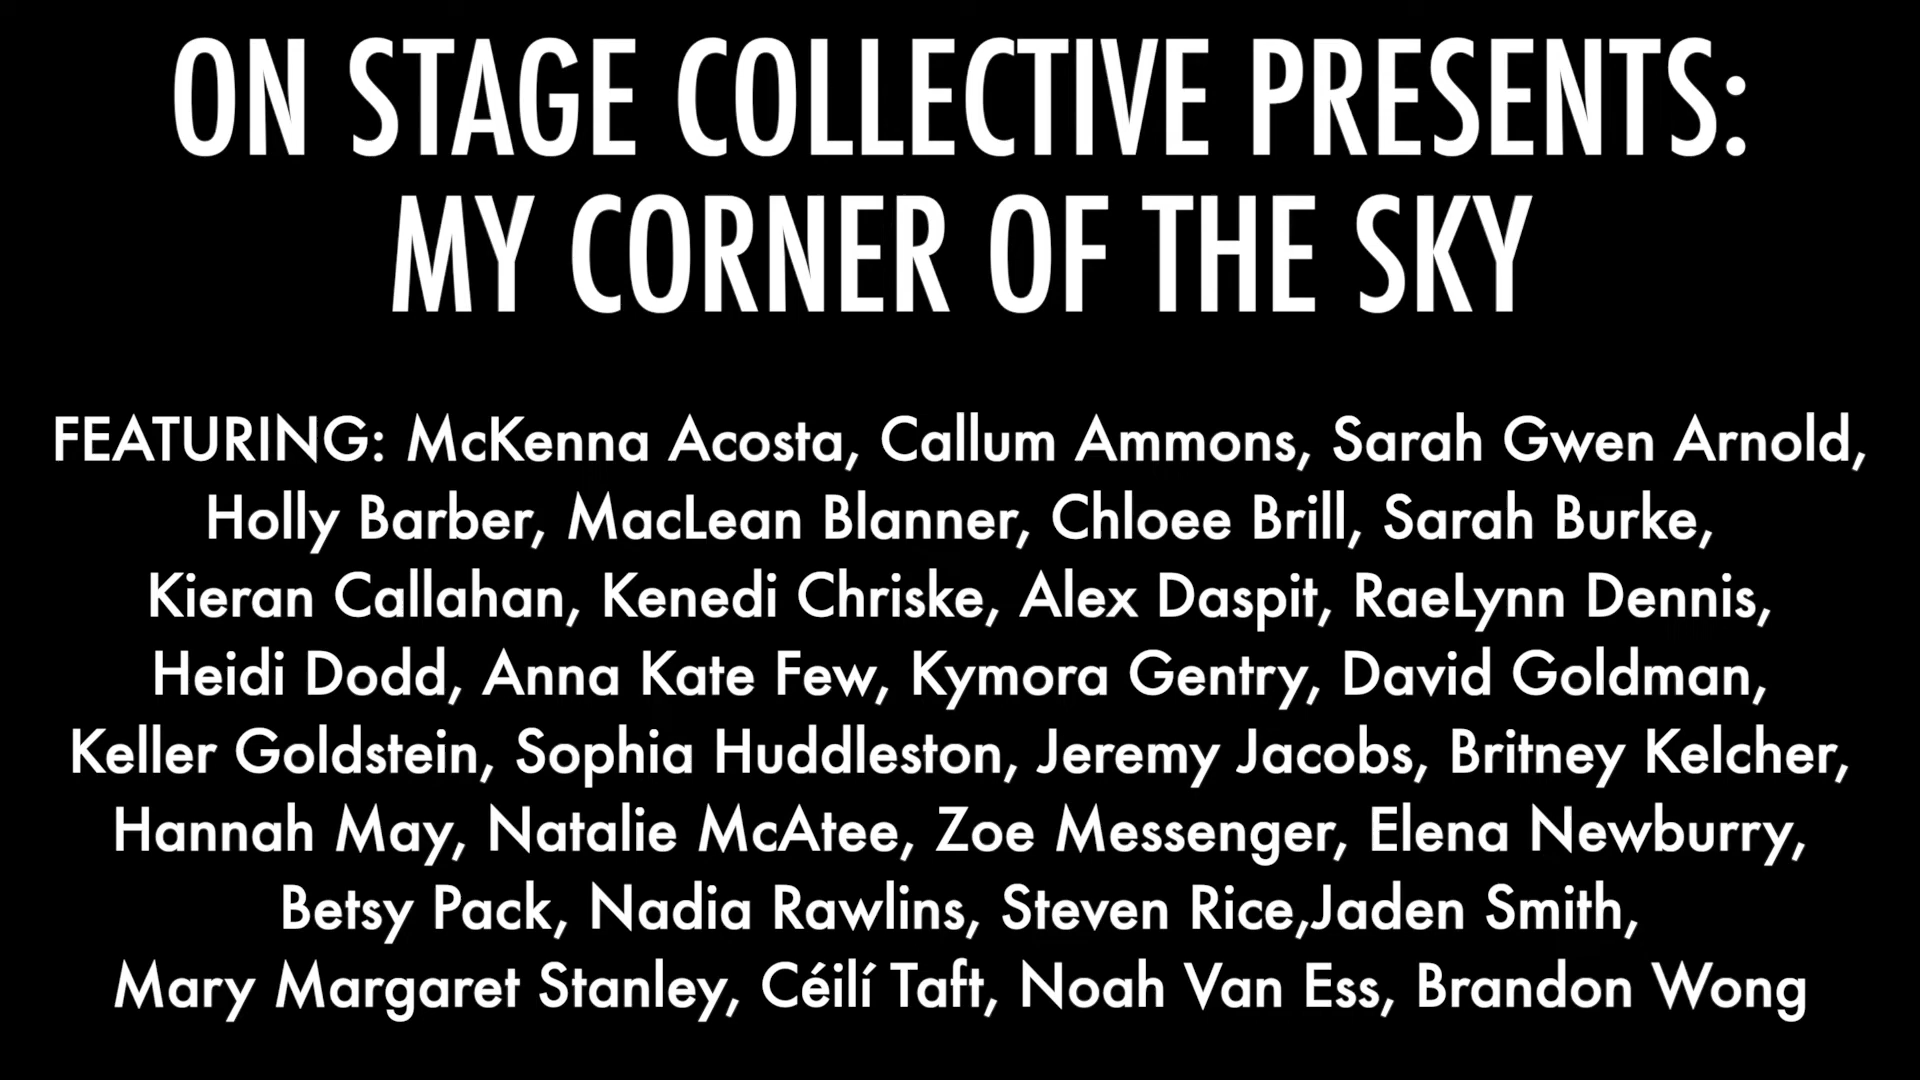 ON STAGE COLLECTIVE PRESENTS:
MY CORNER OF THE SKY
FEATURING: McKenna Acosta, Callum Ammons, Sarah Gwen Arnold,
Holly Barber, MacLean Blanner, Chloee Brill, Sarah Burke,
Kieran Callahan, Kenedi Chriske, Alex Daspit, RaeLynn Dennis,
Heidi Dodd, Anna Kate Few, Kymora Gentry, David Goldman,
Keller Goldstein, Sophia Huddleston, Jeremy Jacobs, Britney Kelcher,
Hannah May, Natalie McAtee, Zoe Messenger, Elena Newburry,
Betsy Pack, Nadia Rawlins, Steven Rice,Jaden Smith,
Mary Margaret Stanley, Céilí Taft, Noah Van Ess, Brandon Wong